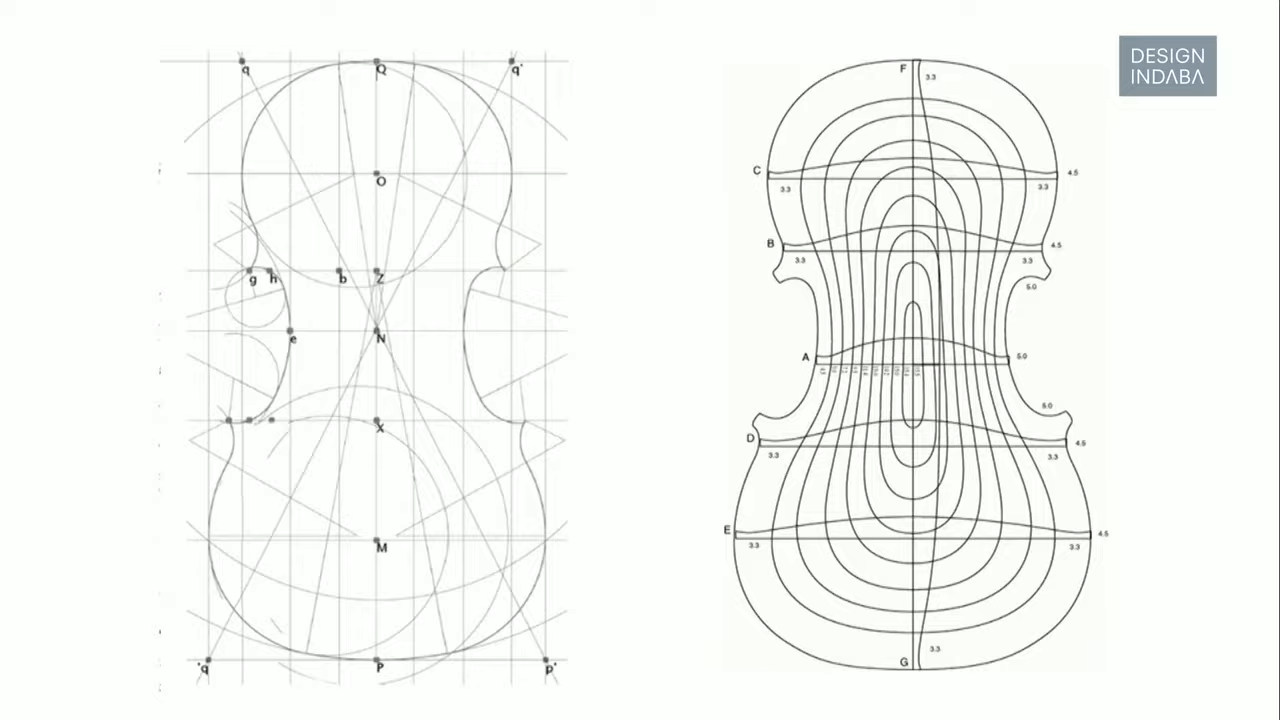 DESIGN
INDΛBΛ
q
Q
q'
O
g
h
b
Z
e
N
X
M
'q
P
p'
F
3.3
C
4.5
3.3
3.3
B
4.5
3.3
3.3
5.0
A
5.0
5.0
D
4.5
3.3
3.3
E
4.5
3.3
3.3
3.3
G